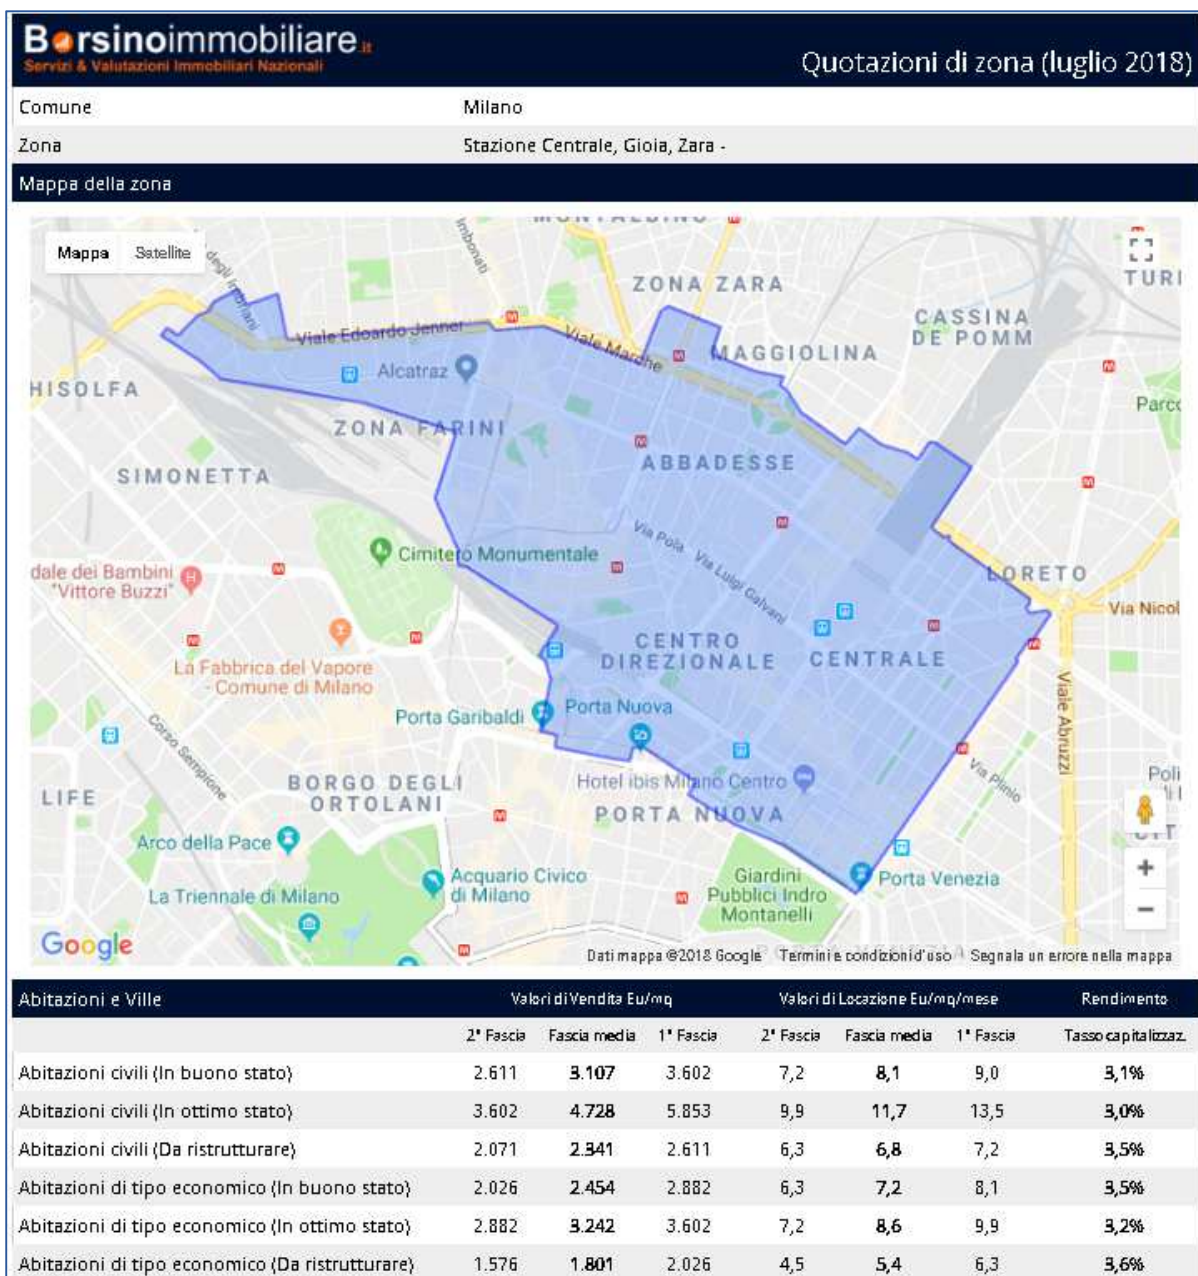 Borsinoimmobiliare.it
Servizi & Valutazioni Immobiliari Nazionali
Quotazioni di zona (luglio 2018)
Comune Milano
Zona Stazione Centrale, Gioia, Zara -
Mappa della zona
Mappa Satellite
degli Imbriani
Imbonati
ZONA ZARA
TURI
CASSINA
DE POMM
Viale Edoardo Jenner
Viale Marche
MAGGIOLINA
Alcatraz
HISOLFA
Parco
ZONA FARINI
ABBADESSE
SIMONETTA
Via Pola
Via Luigi Galvani
Cimitero Monumentale
dale dei Bambini
"Vittore Buzzi"
LORETO
Via Nicol
CENTRO
DIREZIONALE
CENTRALE
La Fabbrica del Vapore
- Comune di Milano
Viale Abruzzi
Porta Garibaldi
Porta Nuova
Corso Sempione
Via Plinio
Hotel ibis Milano Centro
BORGO DEGLI
ORTOLANI
Poli
LIFE
PORTA NUOVA
Arco della Pace
Acquario Civico
di Milano
Giardini
Pubblici Indro
Montanelli
Porta Venezia
La Triennale di Milano
+
−
Google
Dati mappa ©2018 Google Termini e condizioni d'uso Segnala un errore nella mappa
Abitazioni e Ville Valori di Vendita Eu/mq Valori di Locazione Eu/mq/mese Rendimento
2° Fascia Fascia media 1° Fascia 2° Fascia Fascia media 1° Fascia Tasso capitalizzaz.
Abitazioni civili (In buono stato) 2.611 3.107 3.602 7,2 8,1 9,0 3,1%
Abitazioni civili (In ottimo stato) 3.602 4.728 5.853 9,9 11,7 13,5 3,0%
Abitazioni civili (Da ristrutturare) 2.071 2.341 2.611 6,3 6,8 7,2 3,5%
Abitazioni di tipo economico (In buono stato) 2.026 2.454 2.882 6,3 7,2 8,1 3,5%
Abitazioni di tipo economico (In ottimo stato) 2.882 3.242 3.602 7,2 8,6 9,9 3,2%
Abitazioni di tipo economico (Da ristrutturare) 1.576 1.801 2.026 4,5 5,4 6,3 3,6%